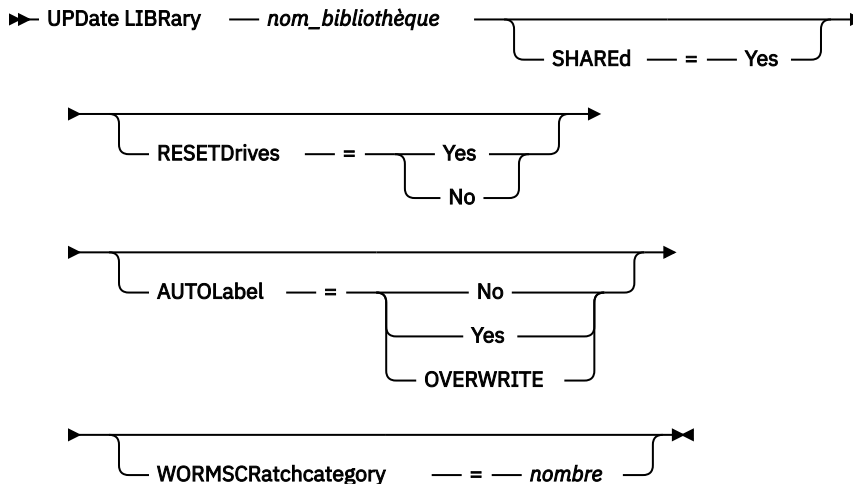 UPDate LIBRary nom_bibliothèque
SHAREd = Yes
RESETDrives = Yes
No
AUTOLabel = No
Yes
OVERWRITE
WORMSCRatchcategory = nombre